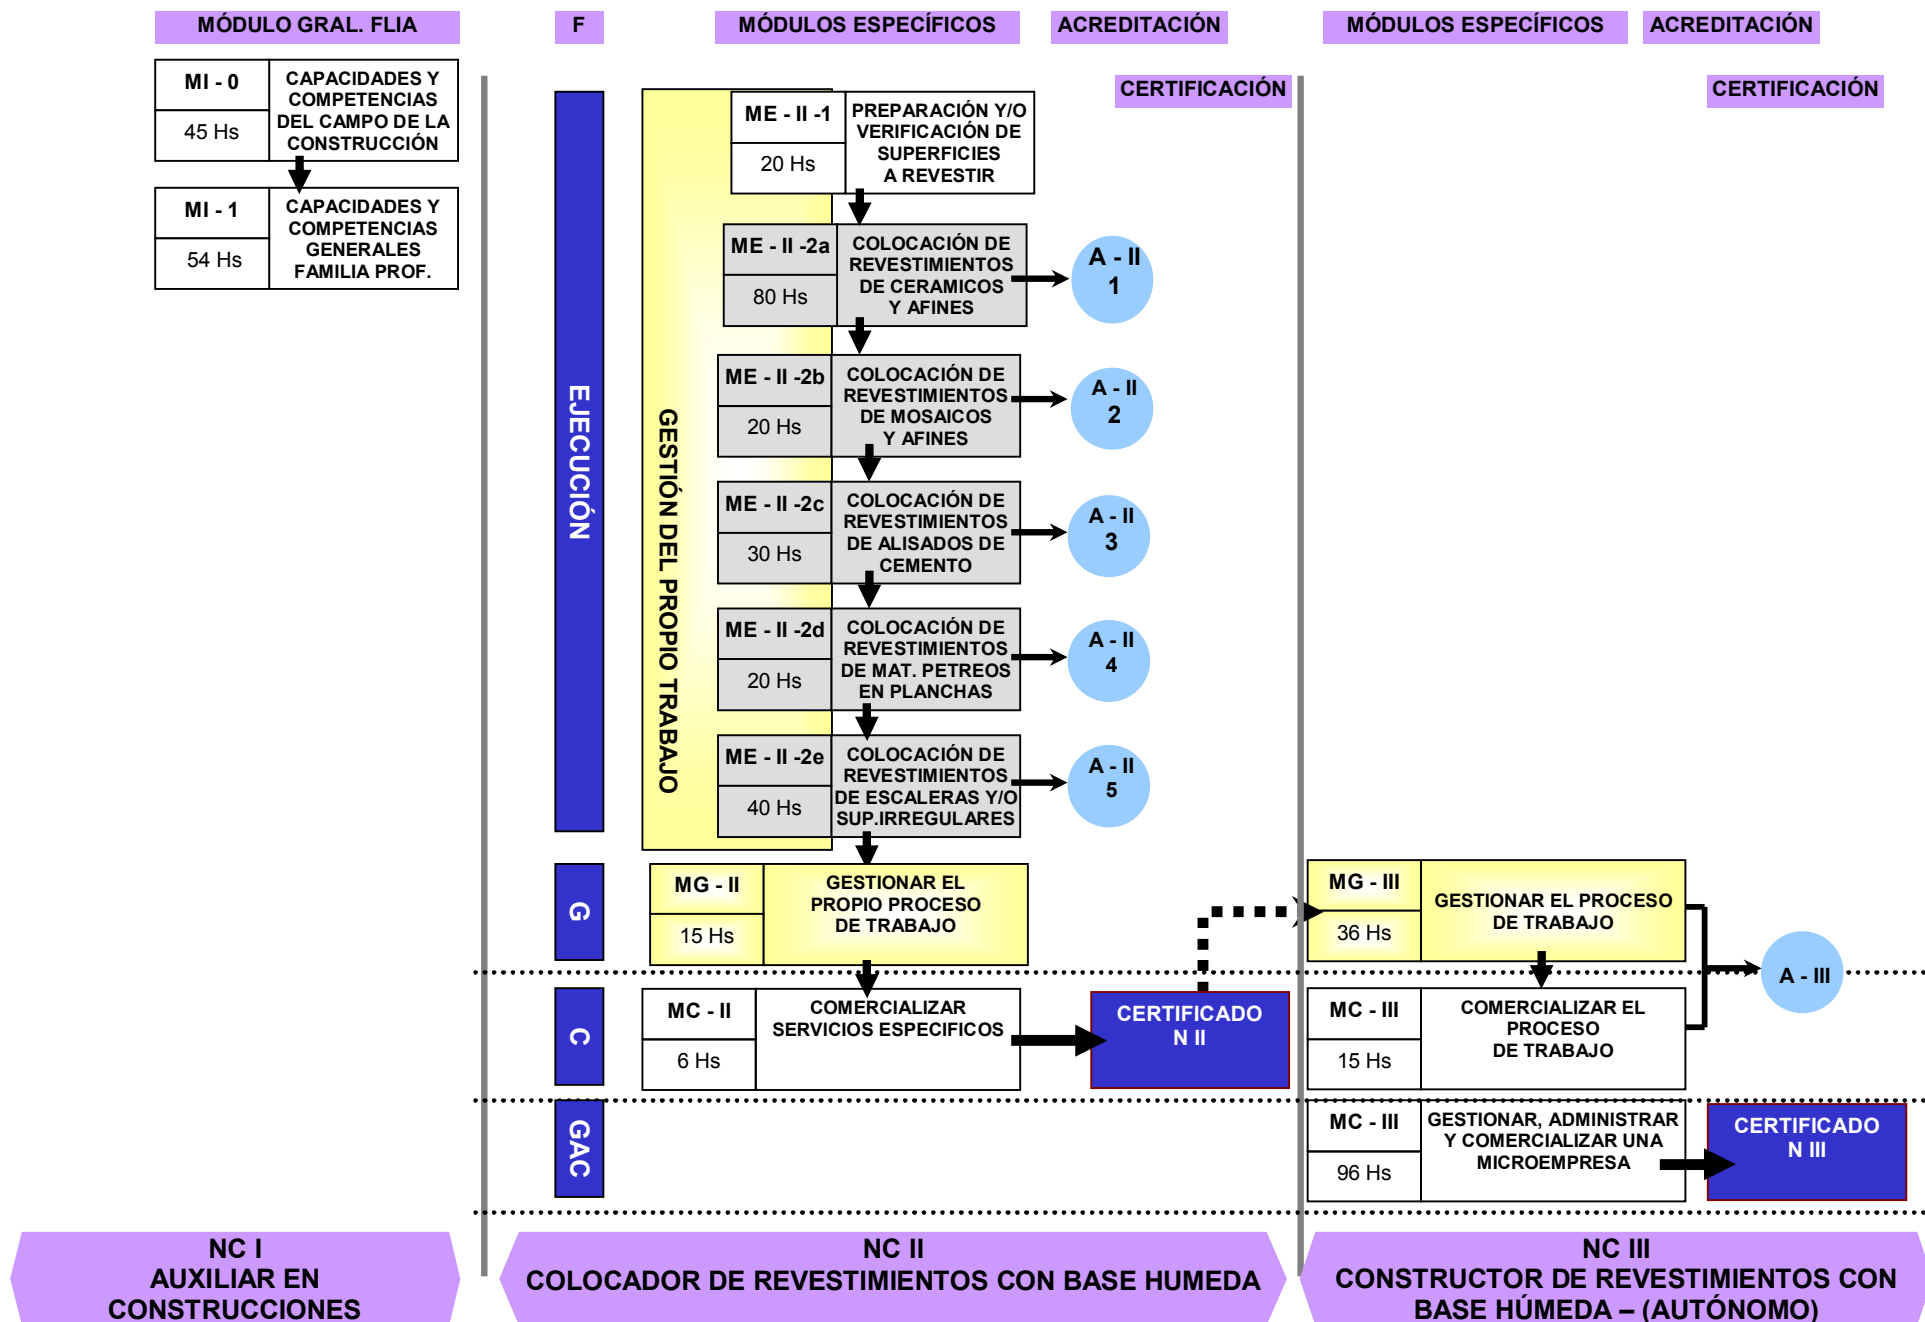 MÓDULO GRAL. FLIA
F
MÓDULOS ESPECÍFICOS
ACREDITACIÓN
MÓDULOS ESPECÍFICOS
ACREDITACIÓN
CERTIFICACIÓN
CERTIFICACIÓN
MI - 0
45 Hs
CAPACIDADES Y
COMPETENCIAS
DEL CAMPO DE LA
CONSTRUCCIÓN
MI - 1
54 Hs
CAPACIDADES Y
COMPETENCIAS
GENERALES
FAMILIA PROF.
EJECUCIÓN
GESTIÓN DEL PROPIO TRABAJO
ME - II -1
20 Hs
PREPARACIÓN Y/O
VERIFICACIÓN DE
SUPERFICIES
A REVESTIR
ME - II -2a
80 Hs
COLOCACIÓN DE
REVESTIMIENTOS
DE CERAMICOS
Y AFINES
A - II
1
ME - II -2b
20 Hs
COLOCACIÓN DE
REVESTIMIENTOS
DE MOSAICOS
Y AFINES
A - II
2
ME - II -2c
30 Hs
COLOCACIÓN DE
REVESTIMIENTOS
DE ALISADOS DE
CEMENTO
A - II
3
ME - II -2d
20 Hs
COLOCACIÓN DE
REVESTIMIENTOS
DE MAT. PETREOS
EN PLANCHAS
A - II
4
ME - II -2e
40 Hs
COLOCACIÓN DE
REVESTIMIENTOS
DE ESCALERAS Y/O
SUP.IRREGULARES
A - II
5
G
MG - II
15 Hs
GESTIONAR EL
PROPIO PROCESO
DE TRABAJO
MG - III
36 Hs
GESTIONAR EL PROCESO
DE TRABAJO
A - III
C
MC - II
6 Hs
COMERCIALIZAR
SERVICIOS ESPECIFICOS
CERTIFICADO
N II
MC - III
15 Hs
COMERCIALIZAR EL
PROCESO
DE TRABAJO
GAC
MC - III
96 Hs
GESTIONAR, ADMINISTRAR
Y COMERCIALIZAR UNA
MICROEMPRESA
CERTIFICADO
N III
NC I
AUXILIAR EN
CONSTRUCCIONES
NC II
COLOCADOR DE REVESTIMIENTOS CON BASE HUMEDA
NC III
CONSTRUCTOR DE REVESTIMIENTOS CON
BASE HÚMEDA – (AUTÓNOMO)